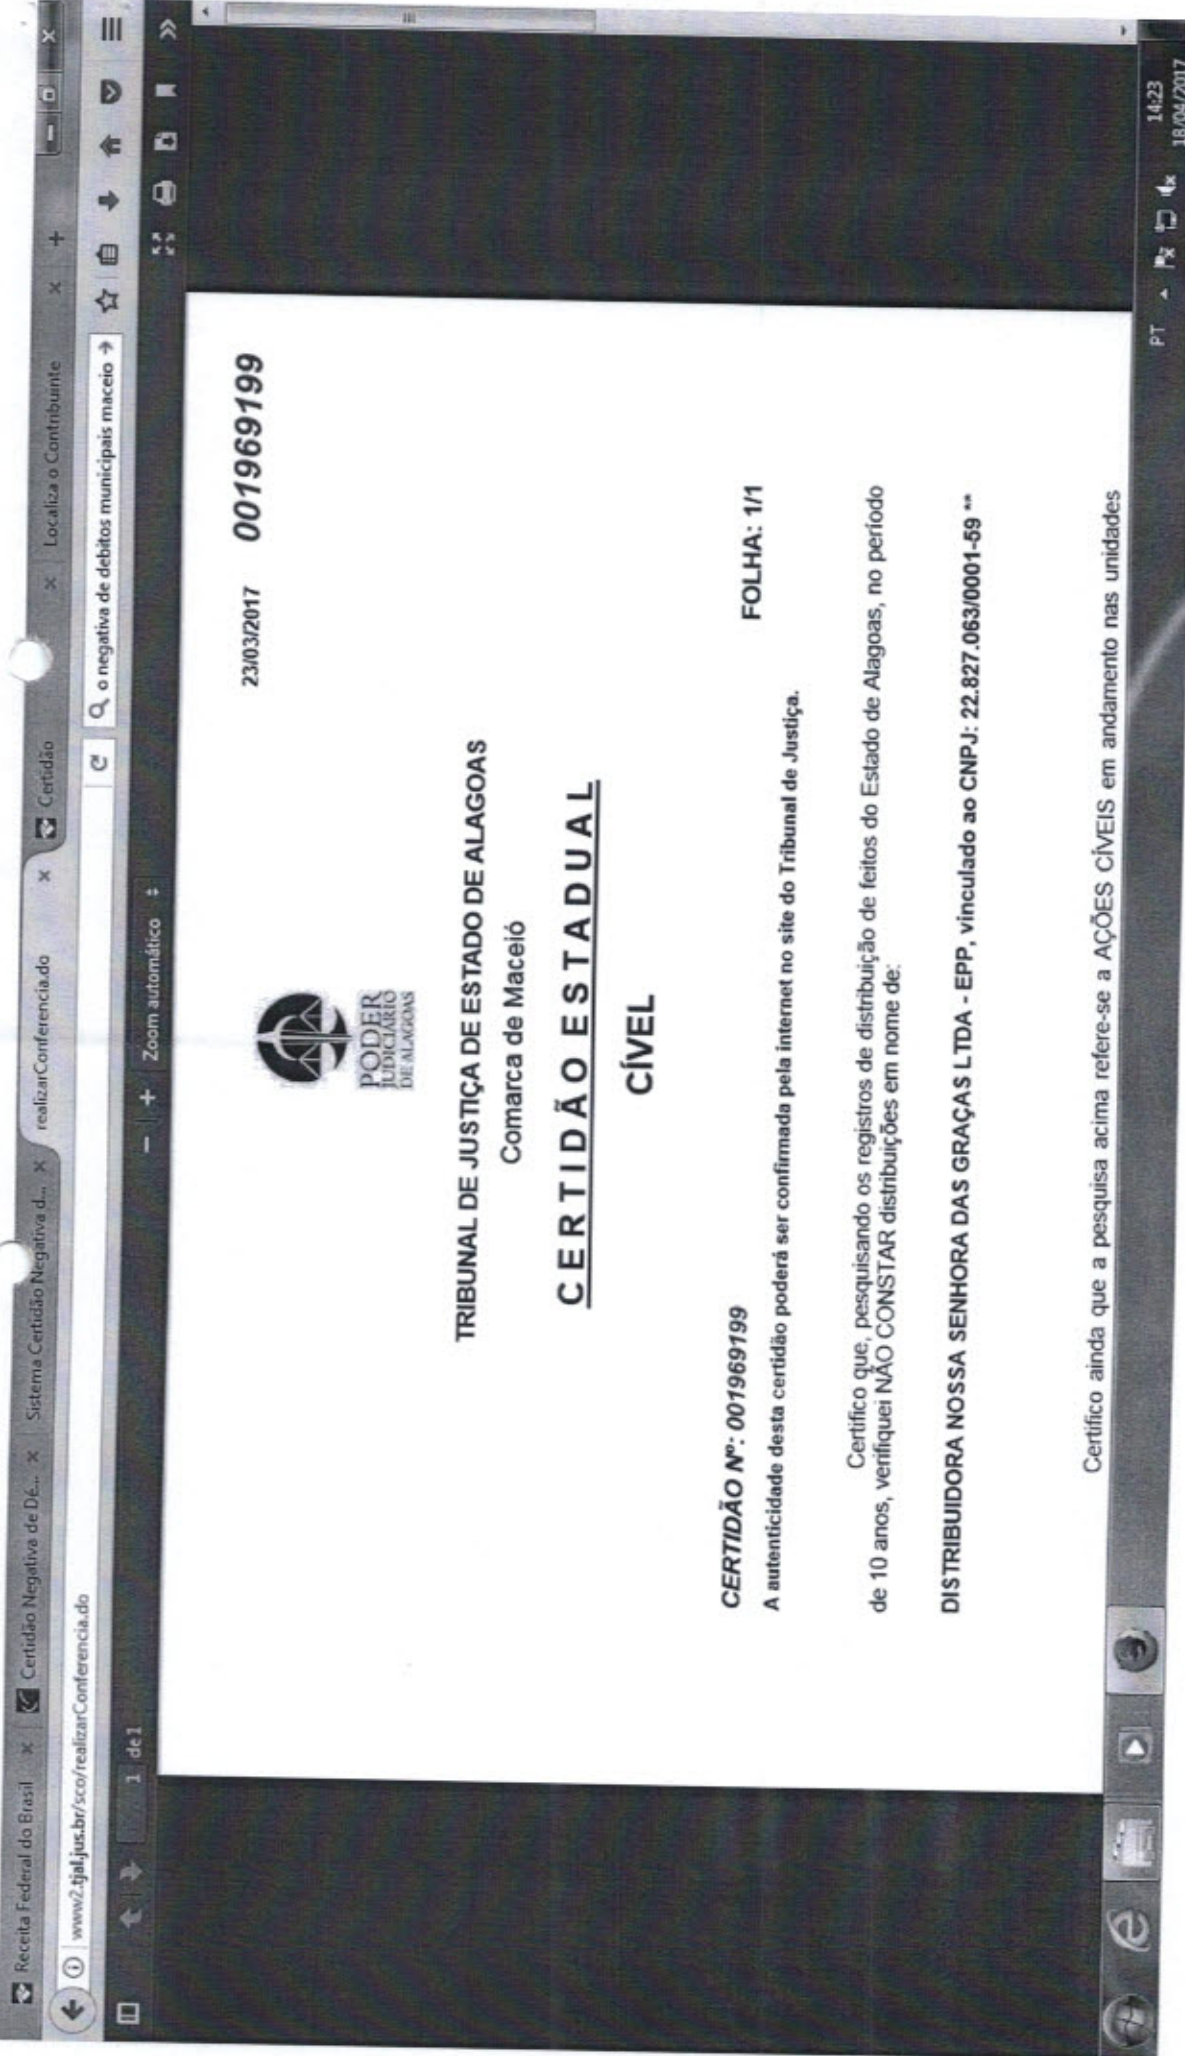 Receita Federal do Brasil × Certidão Negativa de Dé... × Sistema Certidão Negativa d... × realizarConferencia.do × Certidão × Localiza o Contribuinte × +
www2.tjal.jus.br/sco/realizarConferencia.do
o negativa de debitos municipais maceio
1 de 1
Zoom automático
23/03/2017 001969199
PODER
JUDICIÁRIO
DE ALAGOAS
TRIBUNAL DE JUSTIÇA DE ESTADO DE ALAGOAS
Comarca de Maceió
CERTIDÃO ESTADUAL
CÍVEL
CERTIDÃO Nº: 001969199 FOLHA: 1/1
A autenticidade desta certidão poderá ser confirmada pela internet no site do Tribunal de Justiça.
Certifico que, pesquisando os registros de distribuição de feitos do Estado de Alagoas, no período
de 10 anos, verifiquei NÃO CONSTAR distribuições em nome de:
DISTRIBUIDORA NOSSA SENHORA DAS GRAÇAS LTDA - EPP, vinculado ao CNPJ: 22.827.063/0001-59 **
Certifico ainda que a pesquisa acima refere-se a AÇÕES CÍVEIS em andamento nas unidades
PT 14:23
18/04/2017